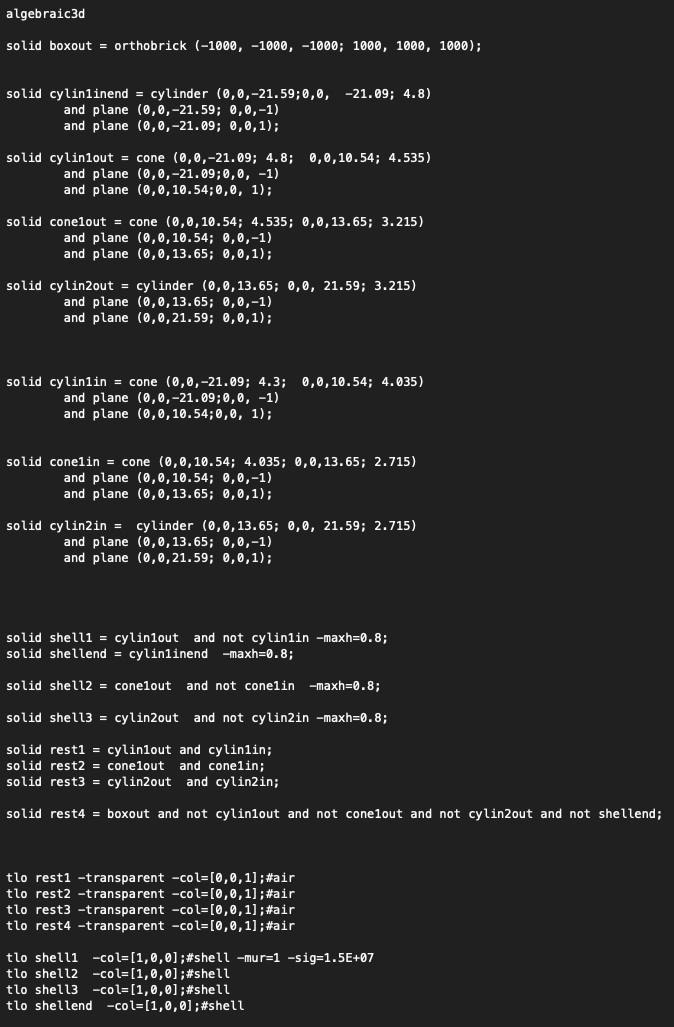 algebraic3d
solid boxout = orthobrick (-1000, -1000, -1000; 1000, 1000, 1000);
solid cylin1inend = cylinder (0,0,-21.59;0,0,  -21.09; 4.8)
        and plane (0,0,-21.59; 0,0,-1)
        and plane (0,0,-21.09; 0,0,1);
solid cylin1out = cone (0,0,-21.09; 4.8;  0,0,10.54; 4.535)
        and plane (0,0,-21.09;0,0, -1)
        and plane (0,0,10.54;0,0, 1);
solid cone1out = cone (0,0,10.54; 4.535; 0,0,13.65; 3.215)
        and plane (0,0,10.54; 0,0,-1)
        and plane (0,0,13.65; 0,0,1);
solid cylin2out = cylinder (0,0,13.65; 0,0, 21.59; 3.215)
        and plane (0,0,13.65; 0,0,-1)
        and plane (0,0,21.59; 0,0,1);
solid cylin1in = cone (0,0,-21.09; 4.3;  0,0,10.54; 4.035)
        and plane (0,0,-21.09;0,0, -1)
        and plane (0,0,10.54;0,0, 1);
solid cone1in = cone (0,0,10.54; 4.035; 0,0,13.65; 2.715)
        and plane (0,0,10.54; 0,0,-1)
        and plane (0,0,13.65; 0,0,1);
solid cylin2in =  cylinder (0,0,13.65; 0,0, 21.59; 2.715)
        and plane (0,0,13.65; 0,0,-1)
        and plane (0,0,21.59; 0,0,1);
solid shell1 = cylin1out  and not cylin1in -maxh=0.8;
solid shellend = cylin1inend  -maxh=0.8;
solid shell2 = cone1out  and not cone1in  -maxh=0.8;
solid shell3 = cylin2out  and not cylin2in -maxh=0.8;
solid rest1 = cylin1out and cylin1in;
solid rest2 = cone1out  and cone1in;
solid rest3 = cylin2out  and cylin2in;
solid rest4 = boxout and not cylin1out and not cone1out and not cylin2out and not shellend;
tlo rest1 -transparent -col=[0,0,1];#air
tlo rest2 -transparent -col=[0,0,1];#air
tlo rest3 -transparent -col=[0,0,1];#air
tlo rest4 -transparent -col=[0,0,1];#air
tlo shell1  -col=[1,0,0];#shell -mur=1 -sig=1.5E+07
tlo shell2  -col=[1,0,0];#shell
tlo shell3  -col=[1,0,0];#shell
tlo shellend  -col=[1,0,0];#shell